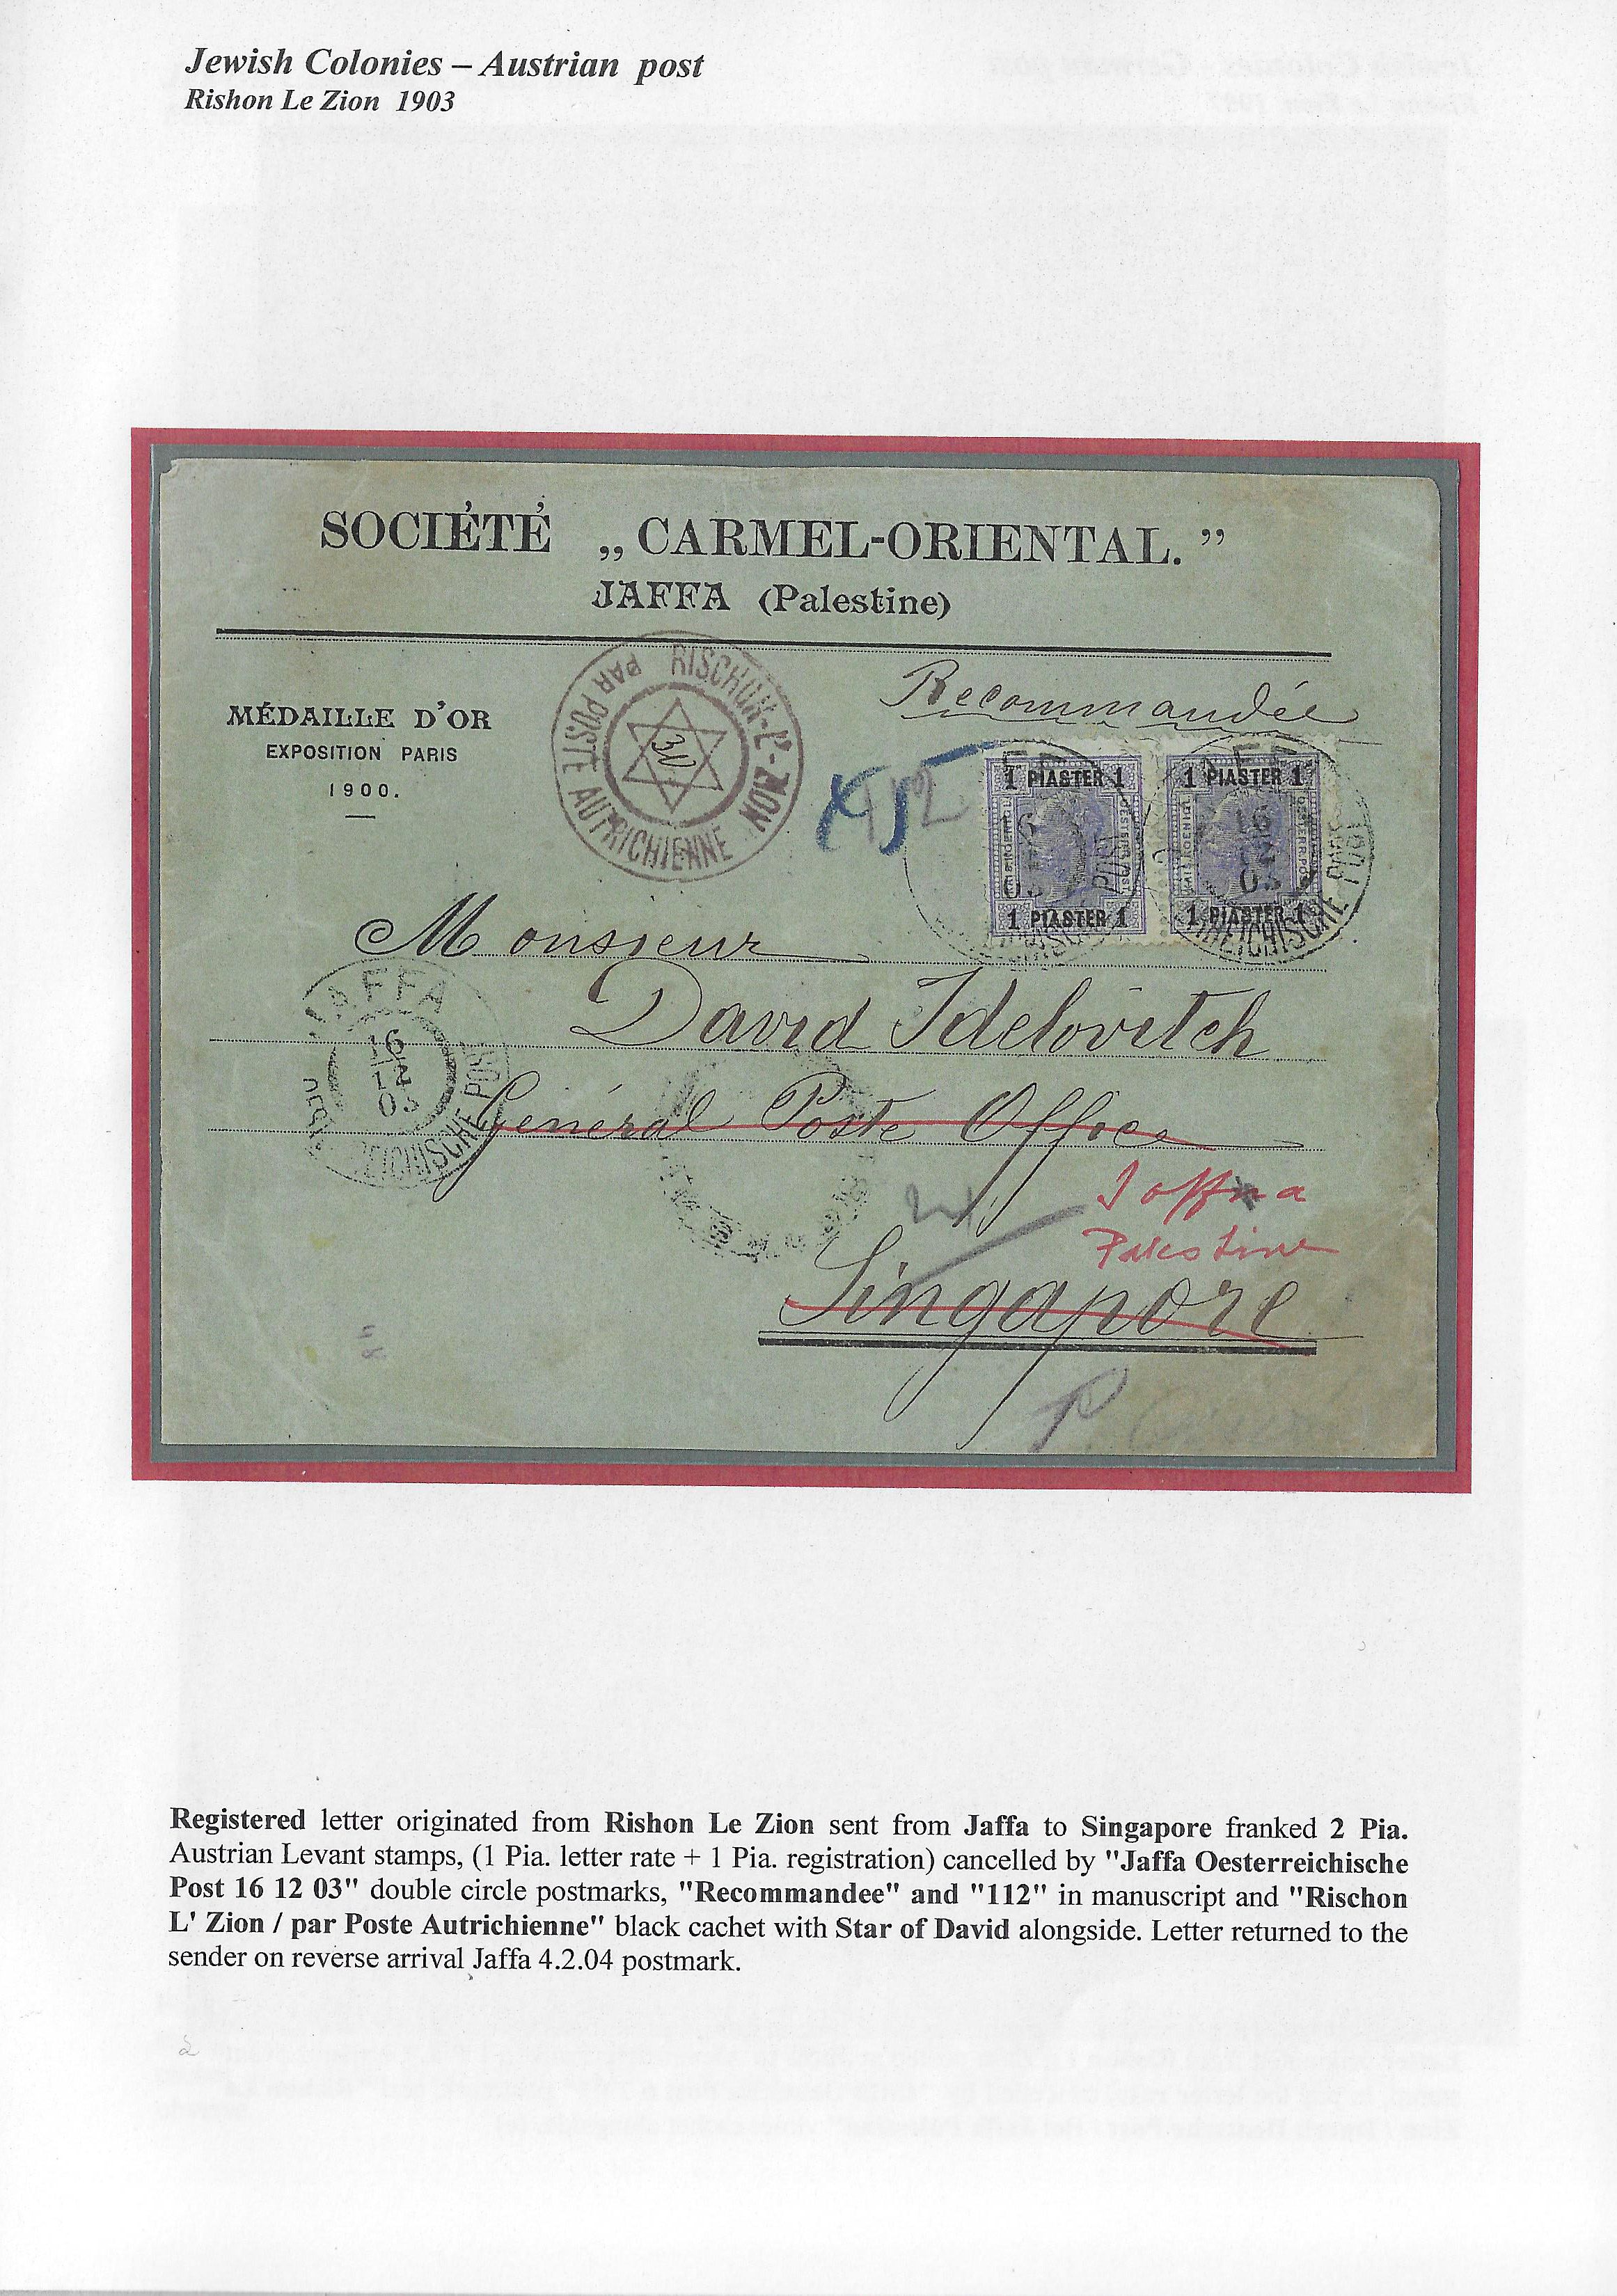 Jewish Colonies – Austrian post
Rishon Le Zion 1903
SOCIÉTÉ „ CARMEL-ORIENTAL. ”
JAFFA (Palestine)
MÉDAILLE D'OR
EXPOSITION PARIS
1900.
RISCHON-L'-ZION
PAR POSTE AUTRICHIENNE
Recommandée
112
1 PIASTER 1
1 PIASTER 1
1 PIASTER 1
1 PIASTER 1
16
12
03
Monsieur
David Idelovitch
JAFFA
16
12
03
Général Poste Office
Jaffa
Palestine
Singapore
Registered letter originated from Rishon Le Zion sent from Jaffa to Singapore franked 2 Pia.
Austrian Levant stamps, (1 Pia. letter rate + 1 Pia. registration) cancelled by "Jaffa Oesterreichische
Post 16 12 03" double circle postmarks, "Recommandee" and "112" in manuscript and "Rischon
L' Zion / par Poste Autrichienne" black cachet with Star of David alongside. Letter returned to the
sender on reverse arrival Jaffa 4.2.04 postmark.